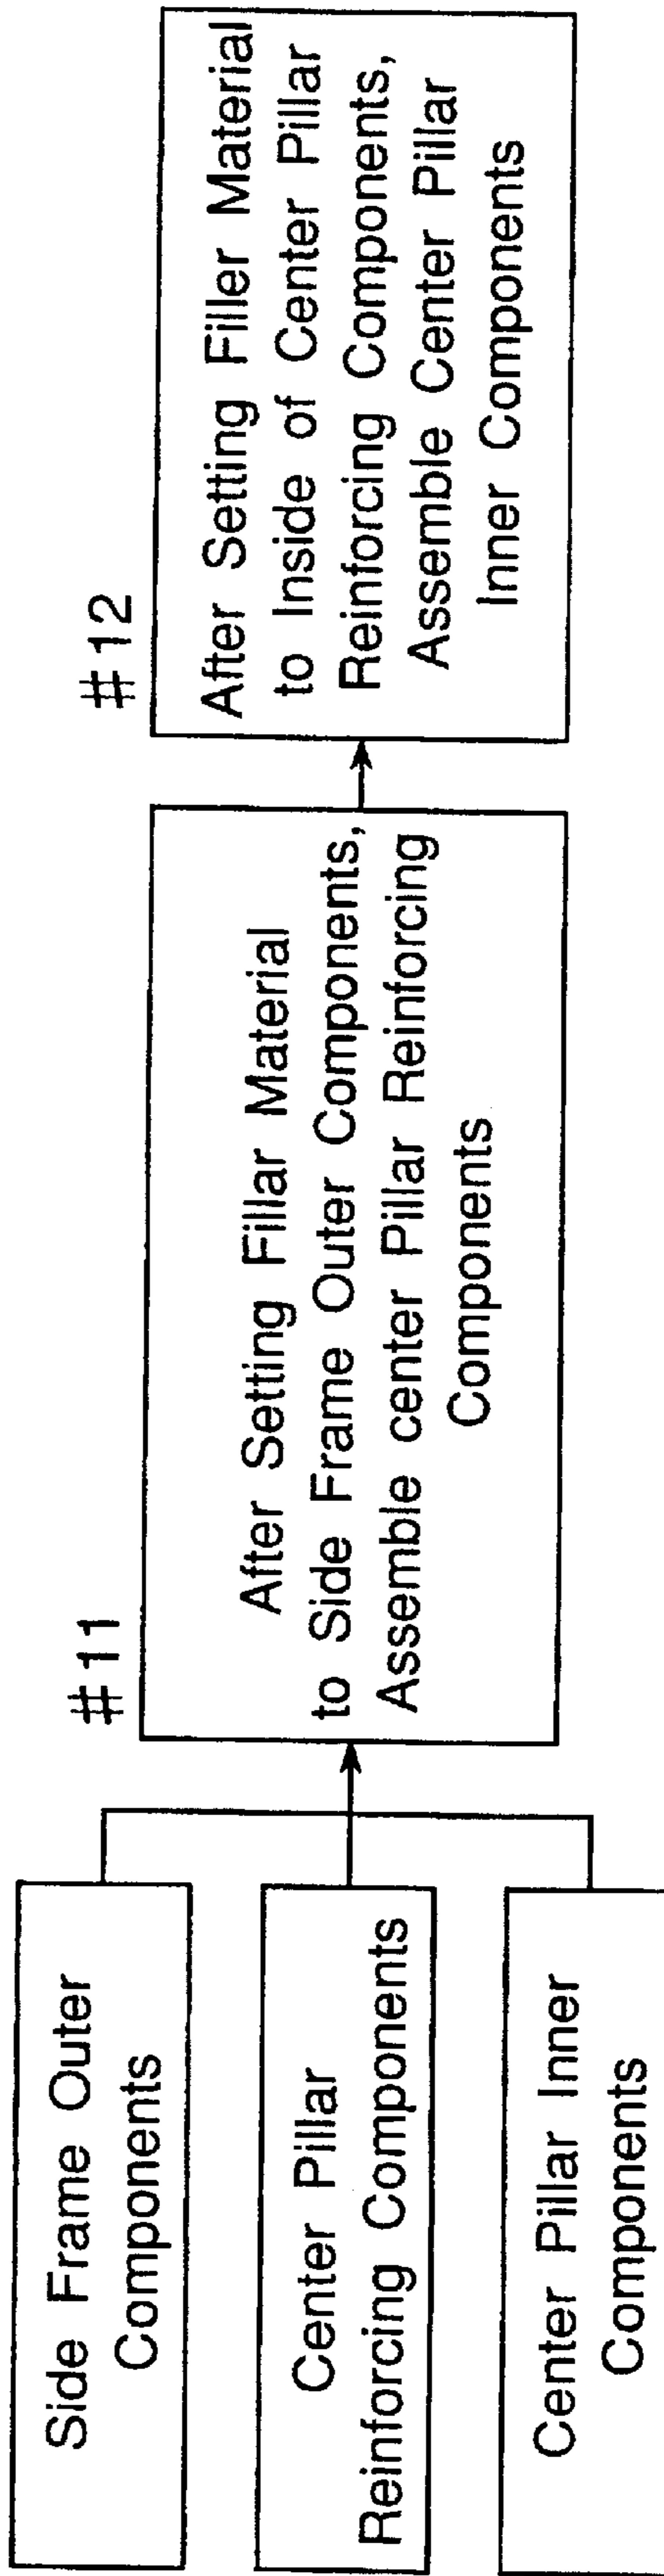 Side Frame Outer
Components
Center Pillar
Reinforcing Components
Center Pillar Inner
Components
#11
After Setting Fillar Material
to Side Frame Outer Components,
Assemble center Pillar Reinforcing
Components
#12
After Setting Filler Material
to Inside of Center Pillar
Reinforcing Components,
Assemble Center Pillar
Inner Components